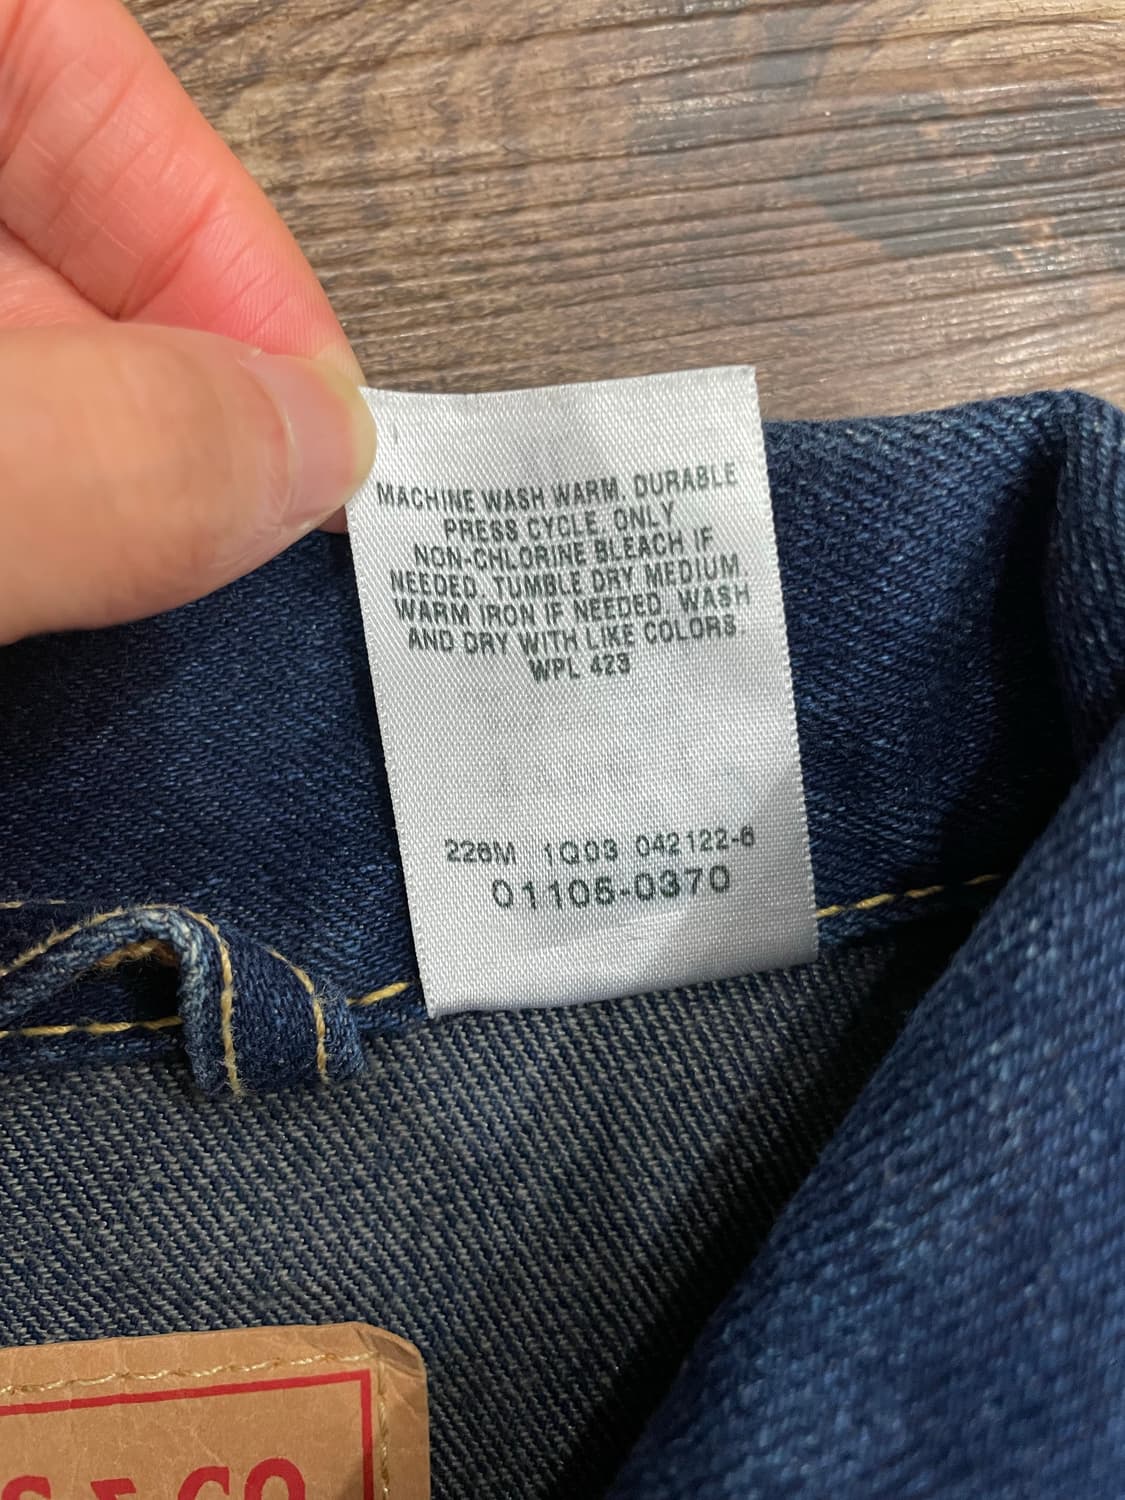 MACHINE WASH WARM. DURABLE
PRESS CYCLE. ONLY
NON-CHLORINE BLEACH IF
NEEDED. TUMBLE DRY MEDIUM.
WARM IRON IF NEEDED. WASH
AND DRY WITH LIKE COLORS.
WPL 423
226M 1Q03 042122-6
01105-0370
S & CO